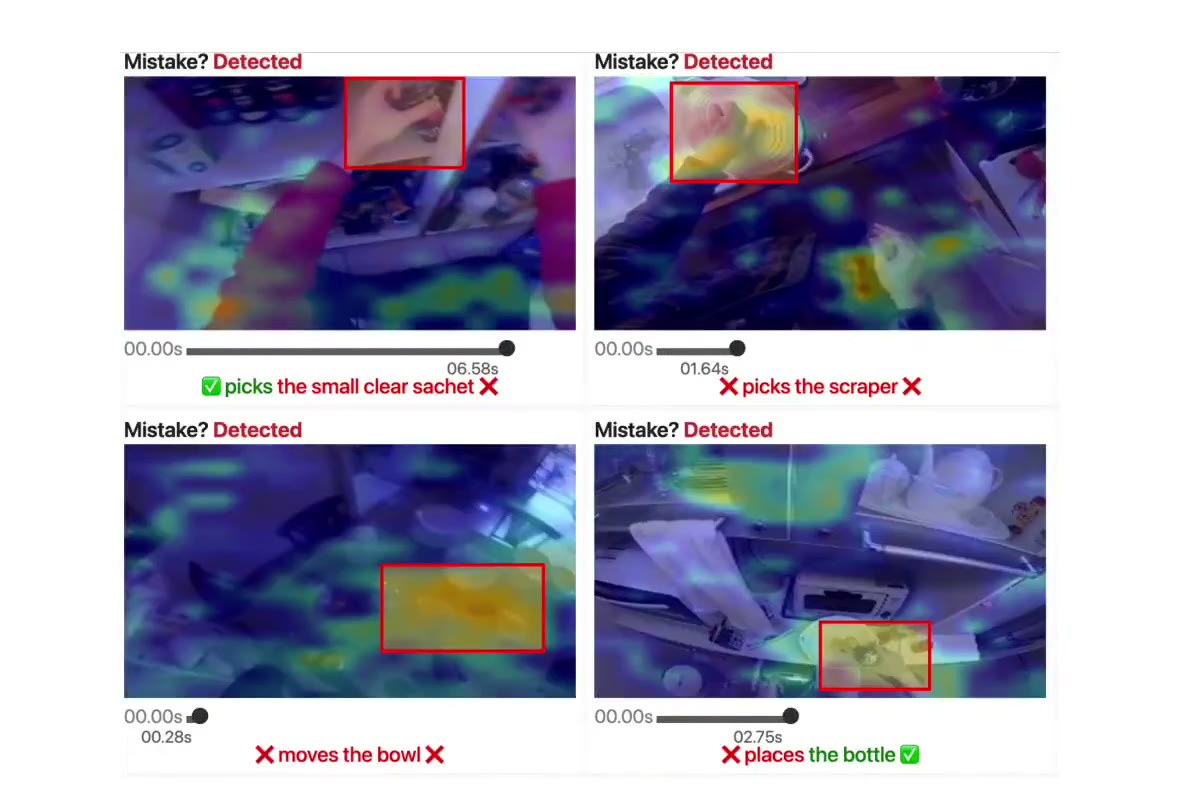 Mistake? Detected
00.00s
06.58s
✅ picks the small clear sachet ❌
Mistake? Detected
00.00s
01.64s
❌ picks the scraper ❌
Mistake? Detected
00.00s
00.28s
❌ moves the bowl ❌
Mistake? Detected
00.00s
02.75s
❌ places the bottle ✅